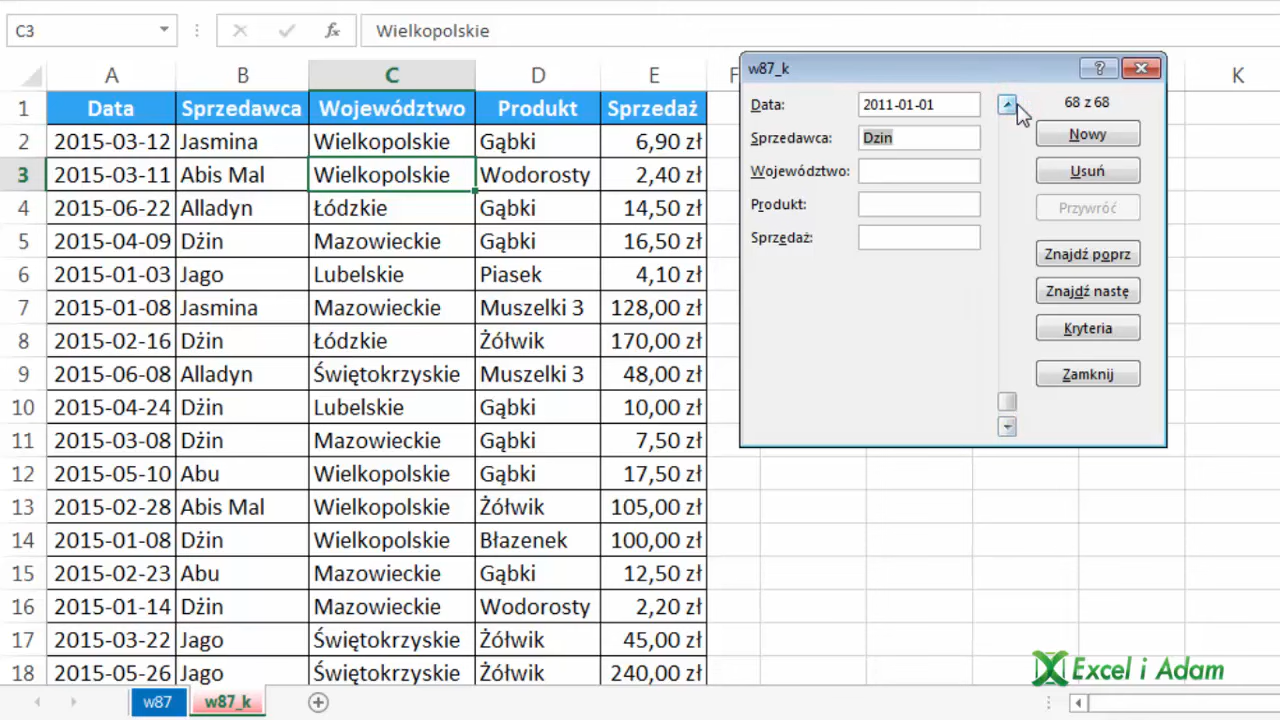 C3 fx Wielkopolskie
A B C D E F K
1 Data Sprzedawca Województwo Produkt Sprzedaż
2 2015-03-12 Jasmina Wielkopolskie Gąbki 6,90 zł
3 2015-03-11 Abis Mal Wielkopolskie Wodorosty 2,40 zł
4 2015-06-22 Alladyn Łódzkie Gąbki 14,50 zł
5 2015-04-09 Dżin Mazowieckie Gąbki 16,50 zł
6 2015-01-03 Jago Lubelskie Piasek 4,10 zł
7 2015-01-08 Jasmina Mazowieckie Muszelki 3 128,00 zł
8 2015-02-16 Dżin Łódzkie Żółwik 170,00 zł
9 2015-06-08 Alladyn Świętokrzyskie Muszelki 3 48,00 zł
10 2015-04-24 Dżin Lubelskie Gąbki 10,00 zł
11 2015-03-08 Dżin Mazowieckie Gąbki 7,50 zł
12 2015-05-10 Abu Wielkopolskie Gąbki 17,50 zł
13 2015-02-28 Abis Mal Wielkopolskie Żółwik 105,00 zł
14 2015-01-08 Dżin Wielkopolskie Błazenek 100,00 zł
15 2015-02-23 Abu Mazowieckie Gąbki 12,50 zł
16 2015-01-14 Dżin Mazowieckie Wodorosty 2,20 zł
17 2015-03-22 Jago Świętokrzyskie Żółwik 45,00 zł
18 2015-05-26 Jago Świętokrzyskie Żółwik 240,00 zł
w87_k
Data: 2011-01-01
Sprzedawca: Dzin
Województwo:
Produkt:
Sprzedaż:
68 z 68
Nowy
Usuń
Przywróć
Znajdź poprz
Znajdź nastę
Kryteria
Zamknij
Excel i Adam
w87 w87_k